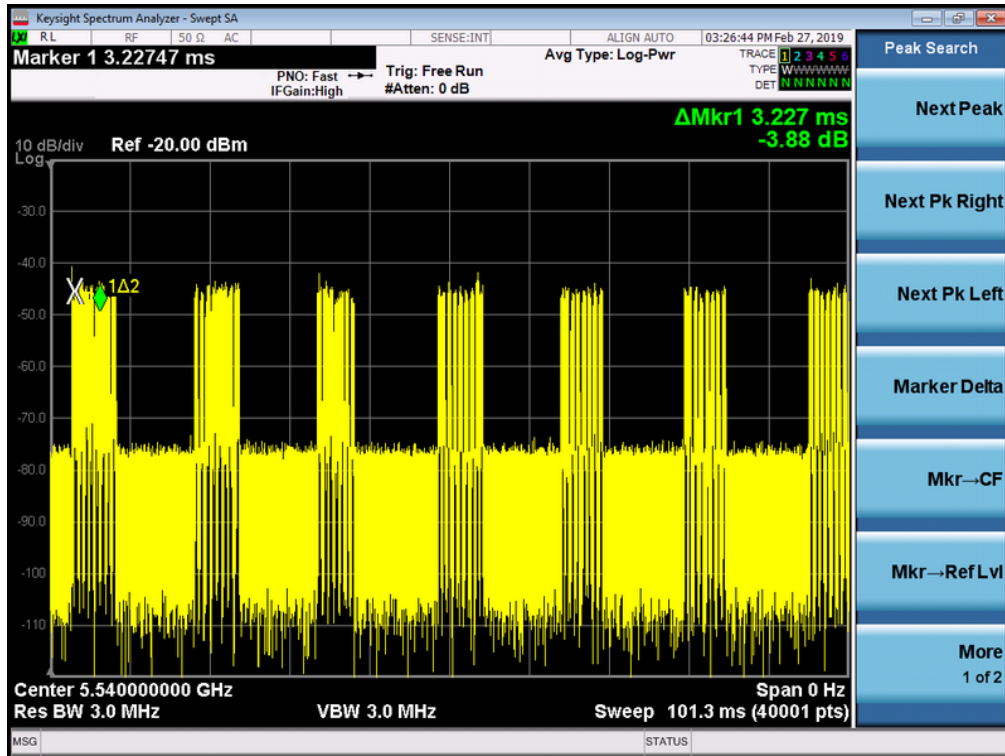 Keysight Spectrum Analyzer - Swept SA
LXI RL RF 50 Ω AC SENSE:INT ALIGN AUTO 03:26:44 PM Feb 27, 2019
Marker 1 3.22747 ms
PNO: Fast
IFGain:High
Trig: Free Run
#Atten: 0 dB
Avg Type: Log-Pwr
TRACE 1 2 3 4 5 6
TYPE WWWWWWW
DET N N N N N N
ΔMkr1 3.227 ms
-3.88 dB
10 dB/div Ref -20.00 dBm
Log
-30.0
-40.0
1Δ2
-50.0
-60.0
-70.0
-80.0
-90.0
-100
-110
Center 5.540000000 GHz Span 0 Hz
Res BW 3.0 MHz VBW 3.0 MHz Sweep 101.3 ms (40001 pts)
MSG STATUS
Peak Search
Next Peak
Next Pk Right
Next Pk Left
Marker Delta
Mkr→CF
Mkr→Ref Lvl
More
1 of 2